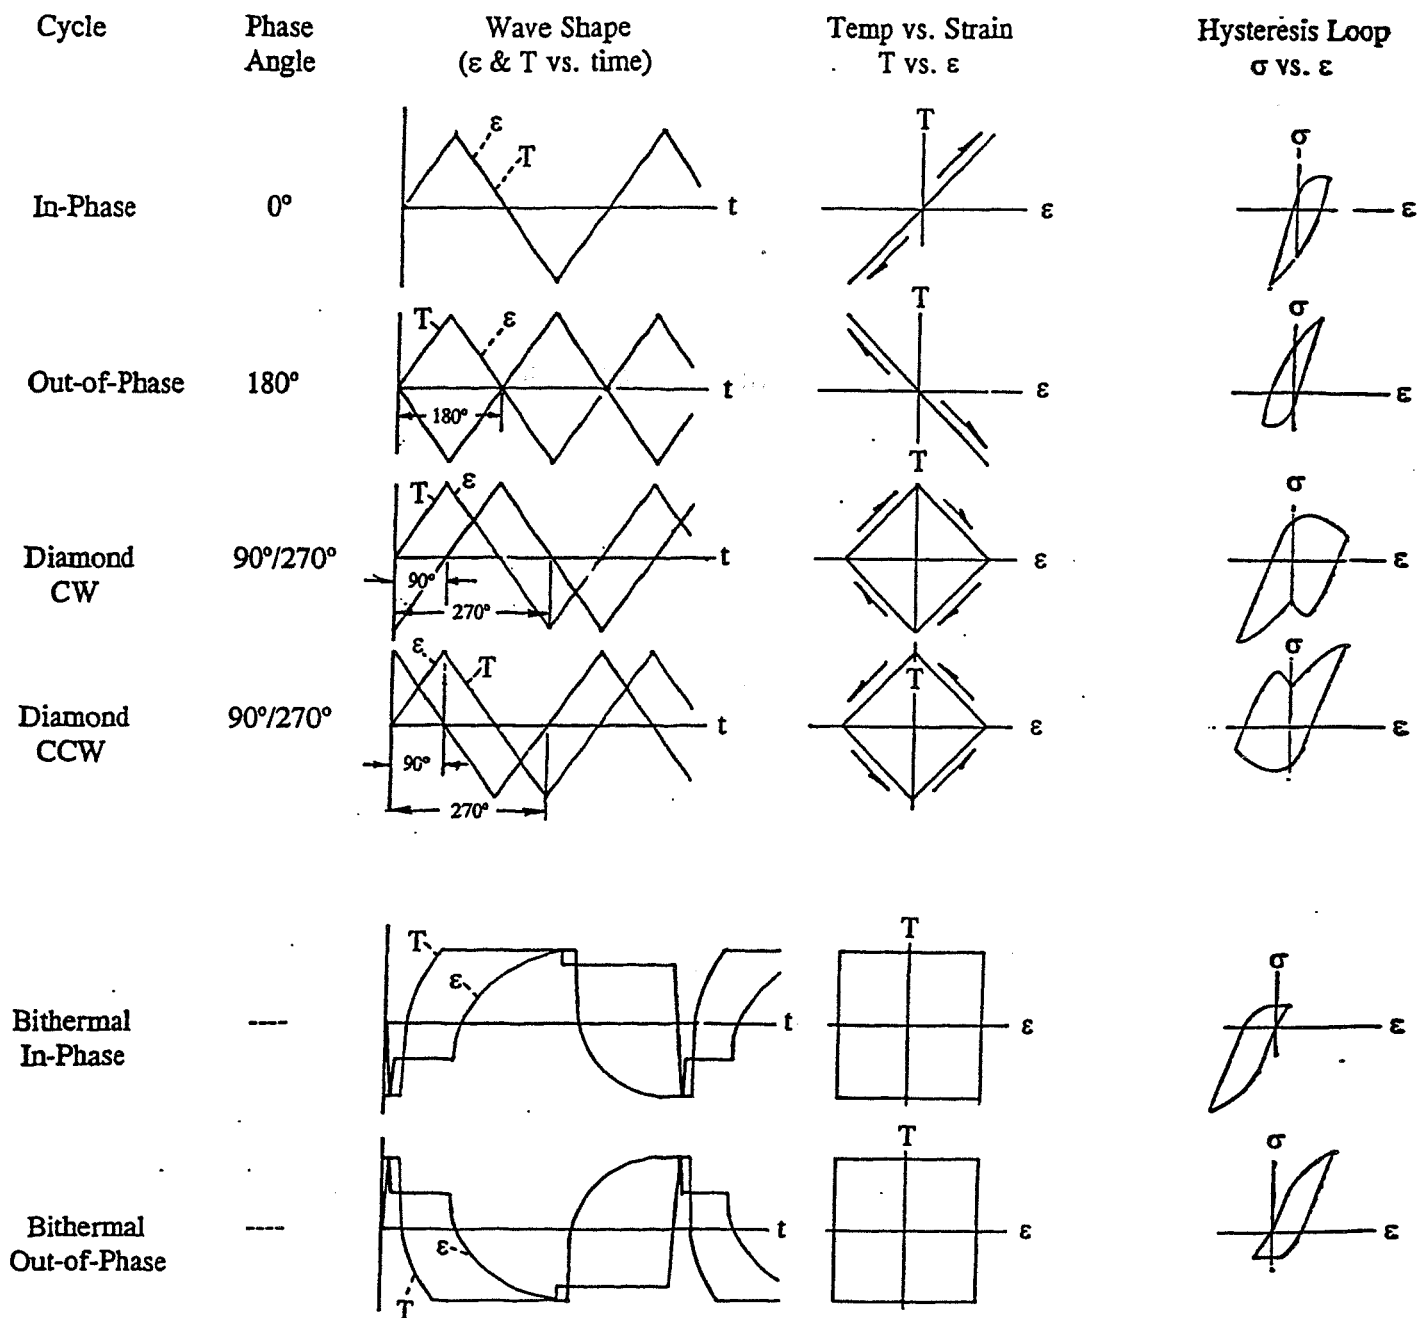 Cycle
Phase
Angle
Wave Shape
(ε & T vs. time)
Temp vs. Strain
T vs. ε
Hysteresis Loop
σ vs. ε
In-Phase
0°
ε
T
t
T
ε
σ
ε
Out-of-Phase
180°
T
ε
t
180°
T
ε
σ
ε
Diamond
CW
90°/270°
T
ε
t
90°
270°
T
ε
σ
ε
Diamond
CCW
90°/270°
ε
T
t
90°
270°
T
ε
σ
ε
Bithermal
In-Phase
----
T
ε
t
T
ε
σ
ε
Bithermal
Out-of-Phase
----
ε
T
t
T
ε
σ
ε